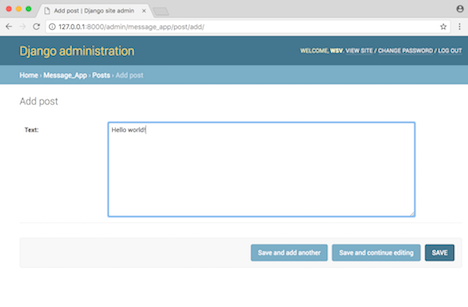 Add post | Django site admin
127.0.0.1:8000/admin/message_app/post/add/
Django administration
WELCOME, WSV. VIEW SITE / CHANGE PASSWORD / LOG OUT
Home › Message_App › Posts › Add post
Add post
Text:
Hello world!
Save and add another
Save and continue editing
SAVE